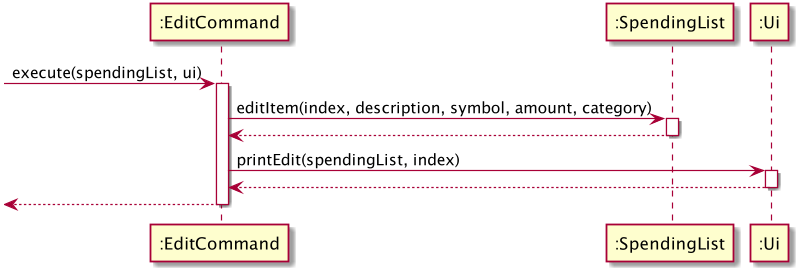 :EditCommand
:SpendingList
:Ui
execute(spendingList, ui)
editItem(index, description, symbol, amount, category)
printEdit(spendingList, index)
:EditCommand
:SpendingList
:Ui